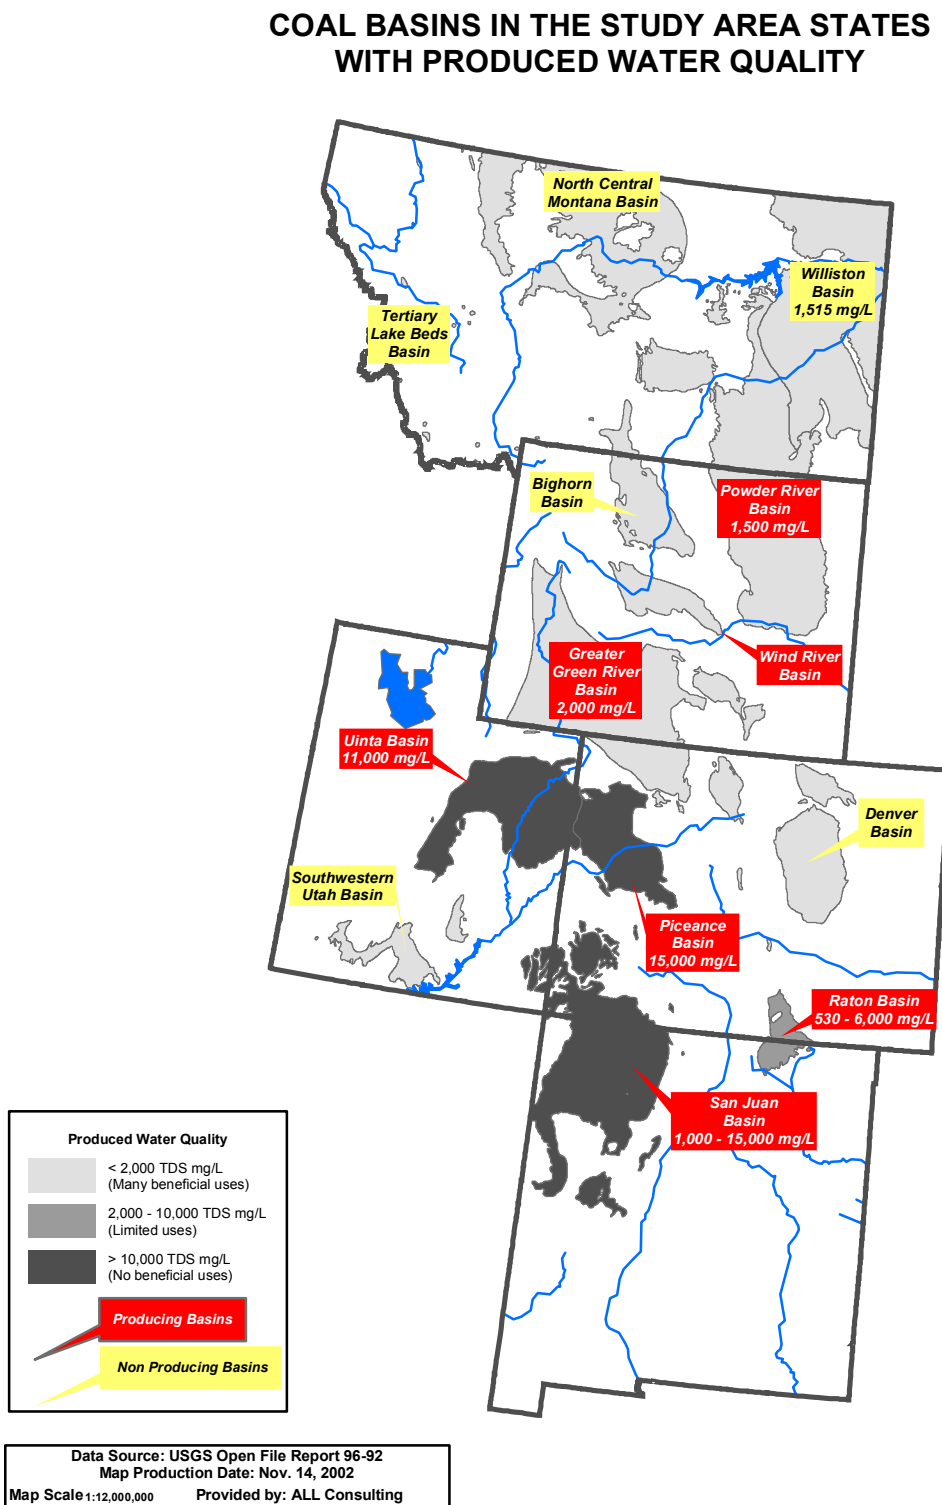 COAL BASINS IN THE STUDY AREA STATES
WITH PRODUCED WATER QUALITY
North Central
Montana Basin
Williston
Basin
1,515 mg/L
Tertiary
Lake Beds
Basin
Bighorn
Basin
Powder River
Basin
1,500 mg/L
Greater
Green River
Basin
2,000 mg/L
Wind River
Basin
Uinta Basin
11,000 mg/L
Denver
Basin
Southwestern
Utah Basin
Piceance
Basin
15,000 mg/L
Raton Basin
530 - 6,000 mg/L
San Juan
Basin
1,000 - 15,000 mg/L
Produced Water Quality
< 2,000 TDS mg/L
(Many beneficial uses)
2,000 - 10,000 TDS mg/L
(Limited uses)
> 10,000 TDS mg/L
(No beneficial uses)
Producing Basins
Non Producing Basins
Data Source: USGS Open File Report 96-92
Map Production Date: Nov. 14, 2002
Map Scale 1:12,000,000 Provided by: ALL Consulting